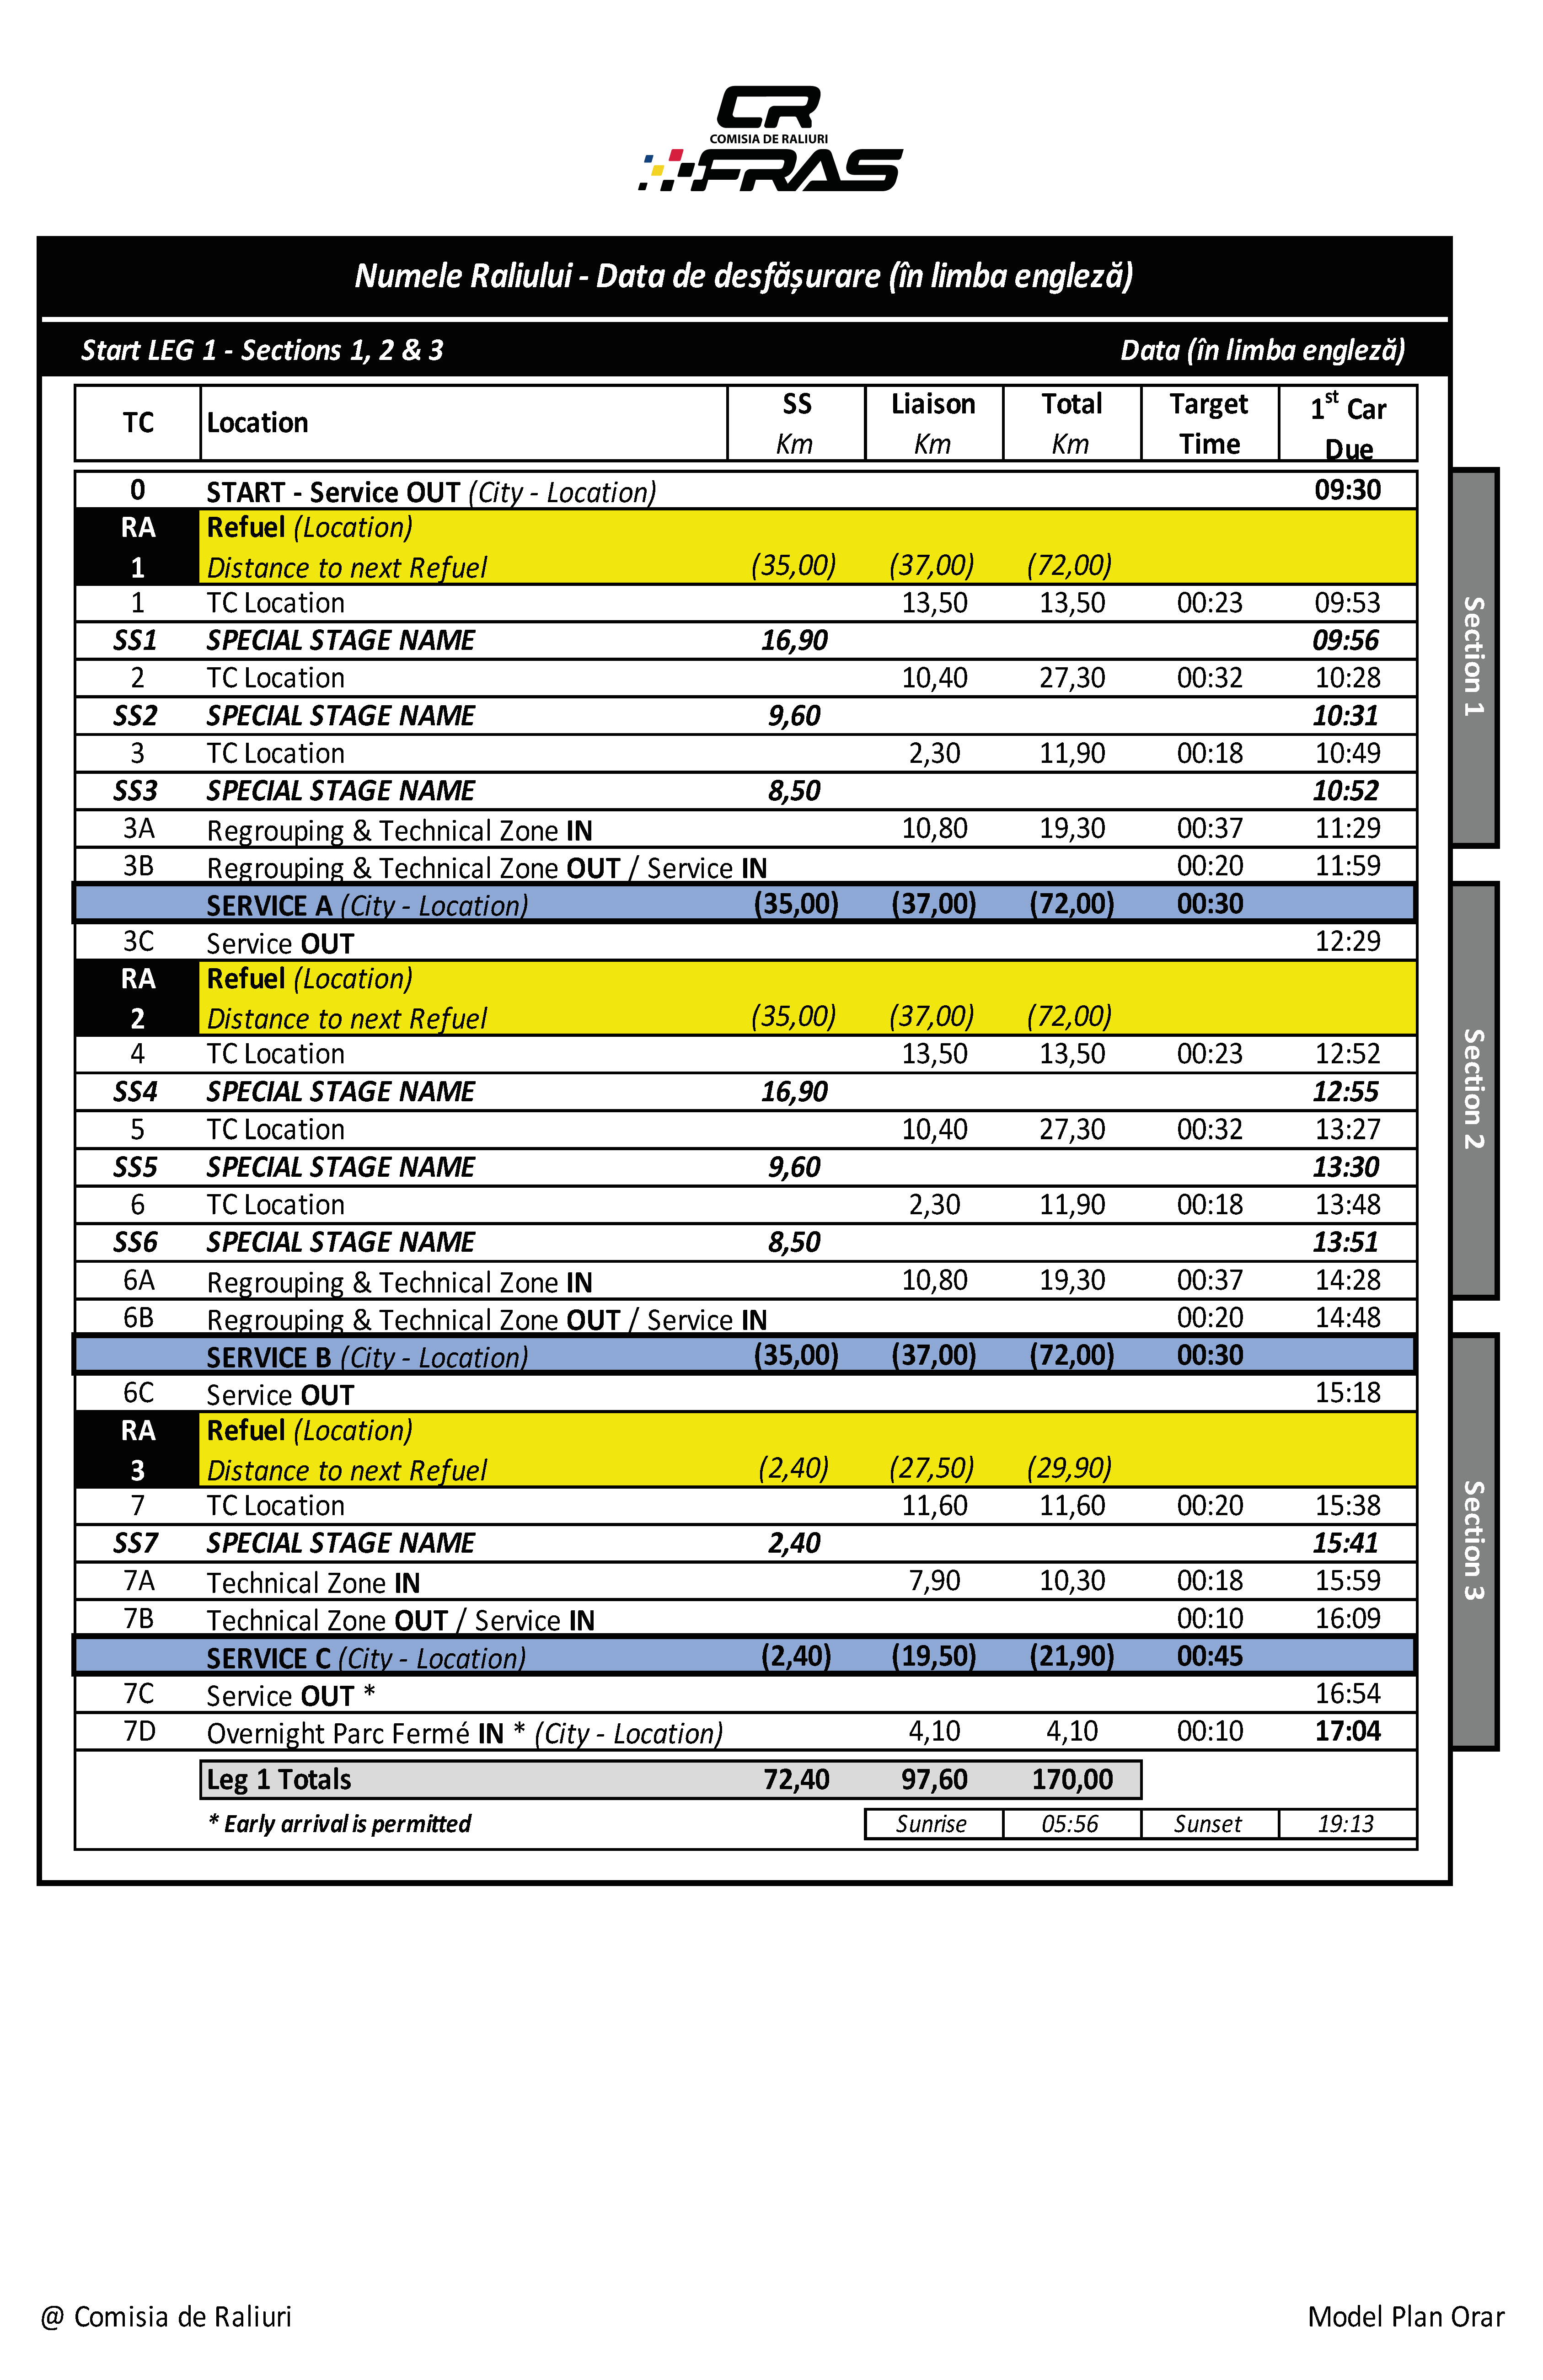 CR
COMISIA DE RALIURI
FRAS
Numele Raliului - Data de desfășurare (în limba engleză)
Start LEG 1 - Sections 1, 2 & 3 Data (în limba engleză)
TC Location SS Km Liaison Km Total Km Target Time 1st Car Due
0 START - Service OUT (City - Location) 09:30
RA Refuel (Location)
1 Distance to next Refuel (35,00) (37,00) (72,00)
1 TC Location 13,50 13,50 00:23 09:53
SS1 SPECIAL STAGE NAME 16,90 09:56
2 TC Location 10,40 27,30 00:32 10:28
SS2 SPECIAL STAGE NAME 9,60 10:31
3 TC Location 2,30 11,90 00:18 10:49
SS3 SPECIAL STAGE NAME 8,50 10:52
3A Regrouping & Technical Zone IN 10,80 19,30 00:37 11:29
Section 1
3B Regrouping & Technical Zone OUT / Service IN 00:20 11:59
SERVICE A (City - Location) (35,00) (37,00) (72,00) 00:30
3C Service OUT 12:29
RA Refuel (Location)
2 Distance to next Refuel (35,00) (37,00) (72,00)
4 TC Location 13,50 13,50 00:23 12:52
SS4 SPECIAL STAGE NAME 16,90 12:55
5 TC Location 10,40 27,30 00:32 13:27
SS5 SPECIAL STAGE NAME 9,60 13:30
6 TC Location 2,30 11,90 00:18 13:48
SS6 SPECIAL STAGE NAME 8,50 13:51
6A Regrouping & Technical Zone IN 10,80 19,30 00:37 14:28
Section 2
6B Regrouping & Technical Zone OUT / Service IN 00:20 14:48
SERVICE B (City - Location) (35,00) (37,00) (72,00) 00:30
6C Service OUT 15:18
RA Refuel (Location)
3 Distance to next Refuel (2,40) (27,50) (29,90)
7 TC Location 11,60 11,60 00:20 15:38
SS7 SPECIAL STAGE NAME 2,40 15:41
7A Technical Zone IN 7,90 10,30 00:18 15:59
7B Technical Zone OUT / Service IN 00:10 16:09
SERVICE C (City - Location) (2,40) (19,50) (21,90) 00:45
7C Service OUT * 16:54
7D Overnight Parc Fermé IN * (City - Location) 4,10 4,10 00:10 17:04
Section 3
Leg 1 Totals 72,40 97,60 170,00
* Early arrival is permitted Sunrise 05:56 Sunset 19:13
@ Comisia de Raliuri Model Plan Orar